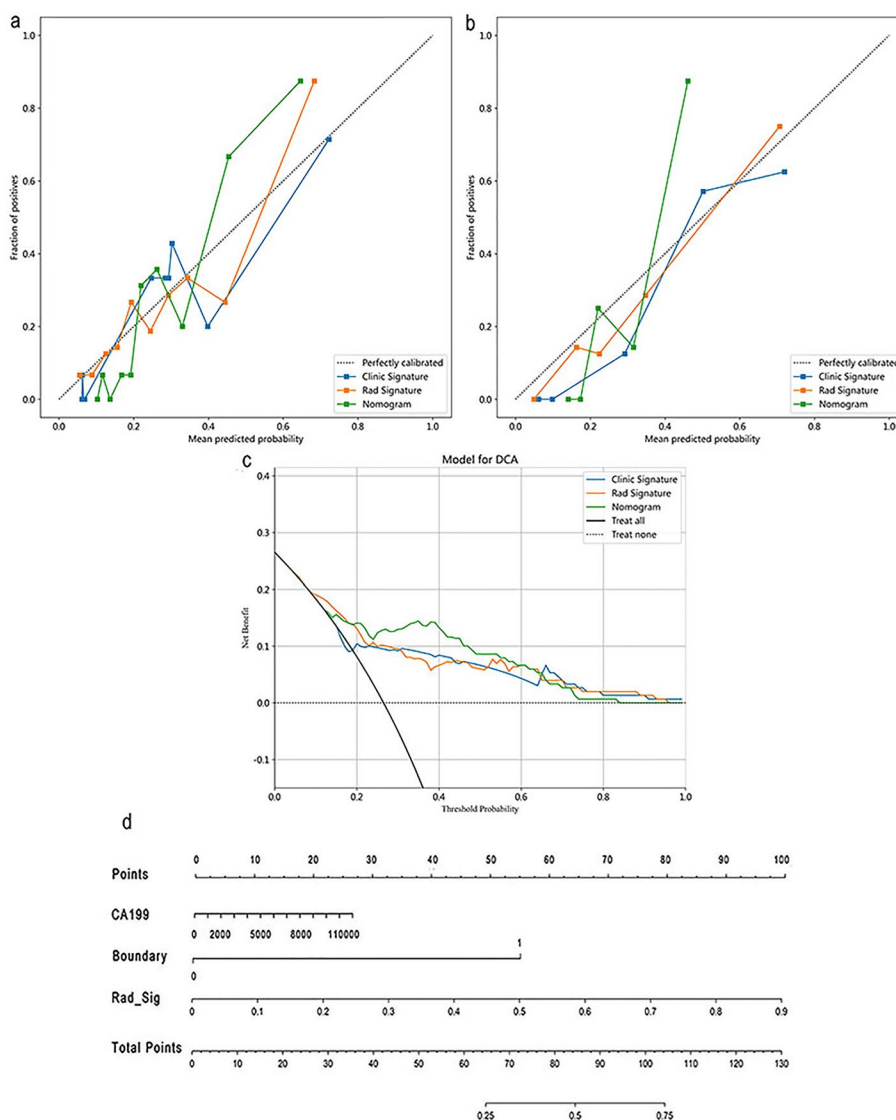 a
1.0
0.8
0.6
0.4
0.2
0.0
Fraction of positives
0.0 0.2 0.4 0.6 0.8 1.0
Mean predicted probability
Perfectly calibrated
Clinic Signature
Rad Signature
Nomogram
b
1.0
0.8
0.6
0.4
0.2
0.0
Fraction of positives
0.0 0.2 0.4 0.6 0.8 1.0
Mean predicted probability
Perfectly calibrated
Clinic Signature
Rad Signature
Nomogram
c
Model for DCA
0.4
0.3
0.2
0.1
0.0
-0.1
Net Benefit
0.0 0.2 0.4 0.6 0.8 1.0
Threshold Probability
Clinic Signature
Rad Signature
Nomogram
Treat all
Treat none
d
0 10 20 30 40 50 60 70 80 90 100
Points
CA199
0 2000 5000 8000 110000
1
Boundary
0
Rad_Sig
0 0.1 0.2 0.3 0.4 0.5 0.6 0.7 0.8 0.9
Total Points
0 10 20 30 40 50 60 70 80 90 100 110 120 130
0.25 0.5 0.75